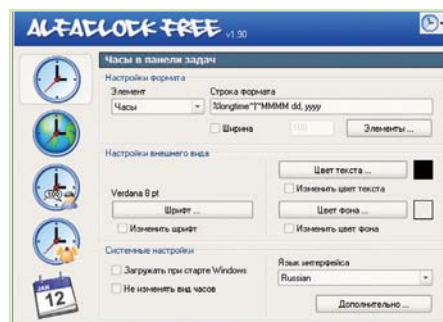 ALFACLOCK FREE v1.90
Часы в панели задач
Настройки формата
Элемент Строка формата
Часы %longtime~|~MMMM dd, yyyy
Ширина 100 Элементы ...
Настройки внешнего вида
Цвет текста ...
Verdana 8 pt Изменить цвет текста
Шрифт ... Цвет фона ...
Изменить шрифт Изменить цвет фона
Системные настройки
Загружать при старте Windows Язык интерфейса
Не изменять вид часов Russian
Дополнительно ...
100
JAN
12